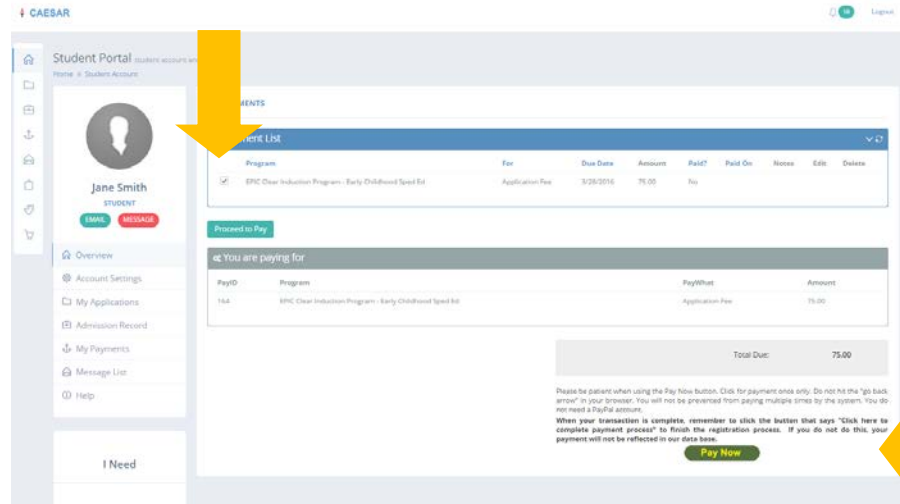 CAESAR
Logout
Student Portal student account
Home » Student Account
Jane Smith
STUDENT
EMAIL
MESSAGE
Overview
Account Settings
My Applications
Admission Record
My Payments
Message List
Help
I Need
MENTS
ment List
Program For Due Date Amount Paid? Paid On Notes Edit Delete
EPIC Clear Induction Program - Early Childhood Sped Ed Application Fee 3/28/2016 75.00 No
Proceed to Pay
You are paying for
PayID Program PayWhat Amount
164 EPIC Clear Induction Program - Early Childhood Sped Ed Application Fee 75.00
Total Due: 75.00
Please be patient when using the Pay Now button. Click for payment once only. Do not hit the "go back
arrow" in your browser. You will not be prevented from paying multiple times by the system. You do
not need a PayPal account.
When your transaction is complete, remember to click the button that says "Click here to
complete payment process" to finish the registration process. If you do not do this, your
payment will not be reflected in our data base.
Pay Now